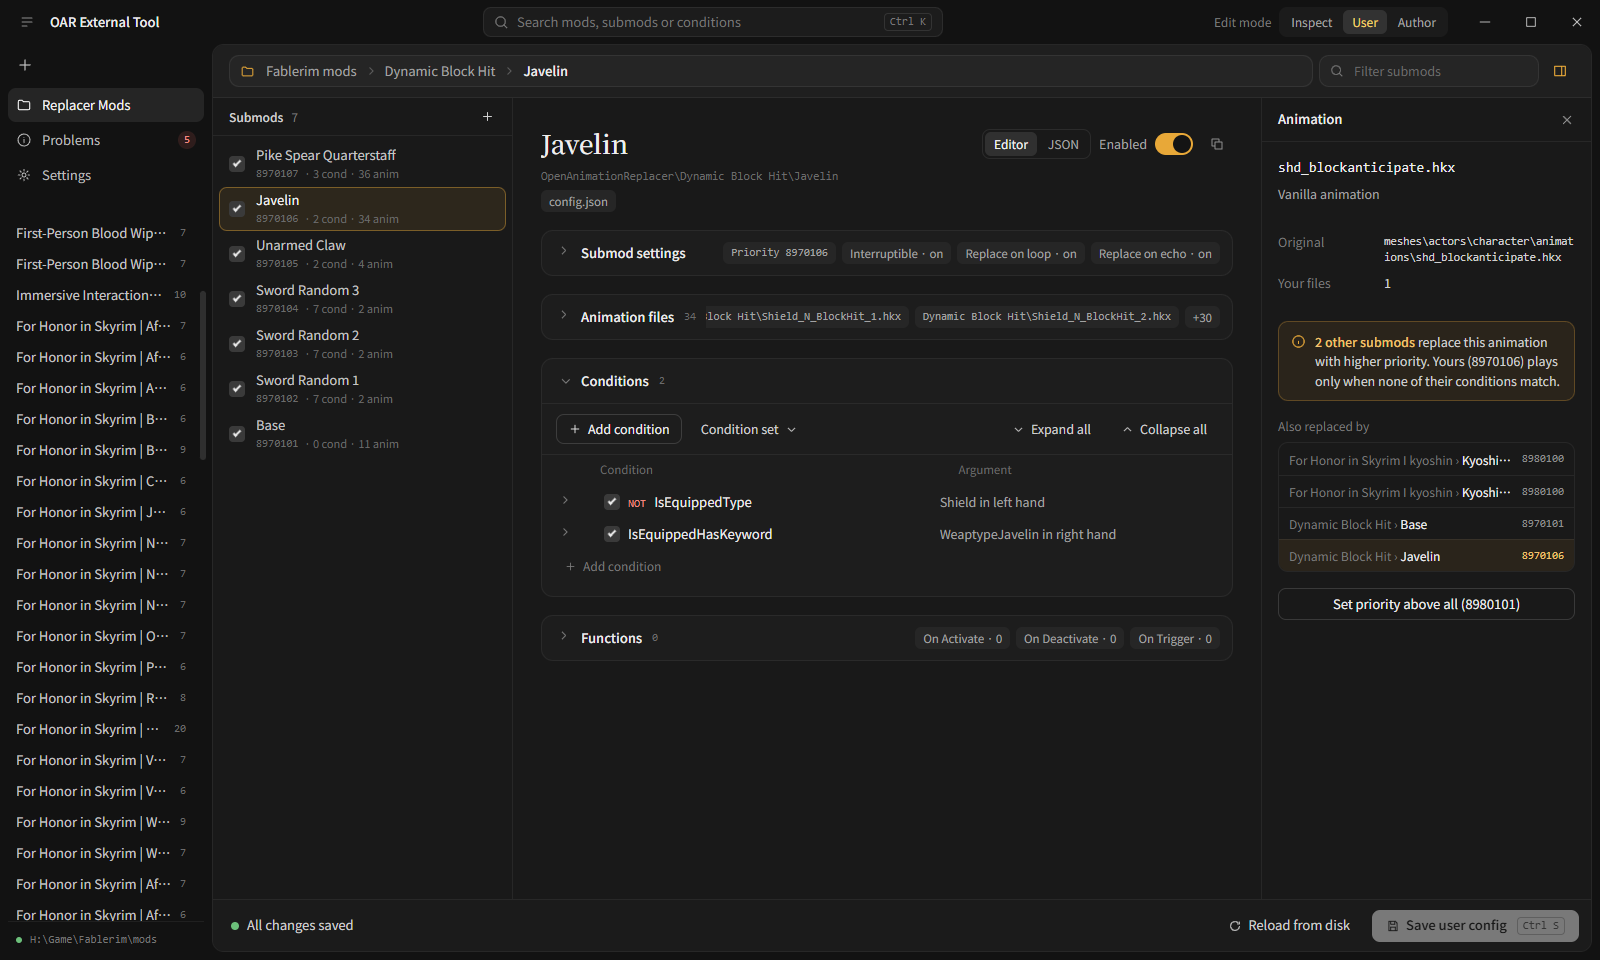 OAR External Tool
Search mods, submods or conditions
Ctrl K
Edit mode
Inspect
User
Author
Replacer Mods
Problems
5
Settings
First-Person Blood Wip··· 7
First-Person Blood Wip··· 7
Immersive Interaction··· 10
For Honor in Skyrim | Af··· 7
For Honor in Skyrim | Af··· 6
For Honor in Skyrim | A··· 6
For Honor in Skyrim | B··· 6
For Honor in Skyrim | B··· 9
For Honor in Skyrim | C··· 6
For Honor in Skyrim | J··· 6
For Honor in Skyrim | N··· 7
For Honor in Skyrim | N··· 7
For Honor in Skyrim | N··· 7
For Honor in Skyrim | O··· 7
For Honor in Skyrim | P··· 6
For Honor in Skyrim | R··· 8
For Honor in Skyrim | ··· 20
For Honor in Skyrim | V··· 7
For Honor in Skyrim | V··· 6
For Honor in Skyrim | W··· 9
For Honor in Skyrim | W··· 7
For Honor in Skyrim | Af··· 7
For Honor in Skyrim | Af··· 6
H:\Game\Fablerim\mods
Fablerim mods > Dynamic Block Hit > Javelin
Filter submods
Submods 7
Pike Spear Quarterstaff
8970107 · 3 cond · 36 anim
Javelin
8970106 · 2 cond · 34 anim
Unarmed Claw
8970105 · 2 cond · 4 anim
Sword Random 3
8970104 · 7 cond · 2 anim
Sword Random 2
8970103 · 7 cond · 2 anim
Sword Random 1
8970102 · 7 cond · 2 anim
Base
8970101 · 0 cond · 11 anim
Javelin
Editor
JSON
Enabled
OpenAnimationReplacer\Dynamic Block Hit\Javelin
config.json
Submod settings
Priority 8970106
Interruptible · on
Replace on loop · on
Replace on echo · on
Animation files 34
lock Hit\Shield_N_BlockHit_1.hkx
Dynamic Block Hit\Shield_N_BlockHit_2.hkx
+30
Conditions 2
+ Add condition
Condition set
Expand all
Collapse all
Condition
Argument
NOT IsEquippedType
Shield in left hand
IsEquippedHasKeyword
WeaptypeJavelin in right hand
+ Add condition
Functions 0
On Activate · 0
On Deactivate · 0
On Trigger · 0
All changes saved
Reload from disk
Save user config
Ctrl S
Animation
shd_blockanticipate.hkx
Vanilla animation
Original
meshes\actors\character\animat
ions\shd_blockanticipate.hkx
Your files
1
2 other submods replace this animation
with higher priority. Yours (8970106) plays
only when none of their conditions match.
Also replaced by
For Honor in Skyrim I kyoshin › Kyoshi··· 8980100
For Honor in Skyrim I kyoshin › Kyoshi··· 8980100
Dynamic Block Hit › Base 8970101
Dynamic Block Hit › Javelin 8970106
Set priority above all (8980101)